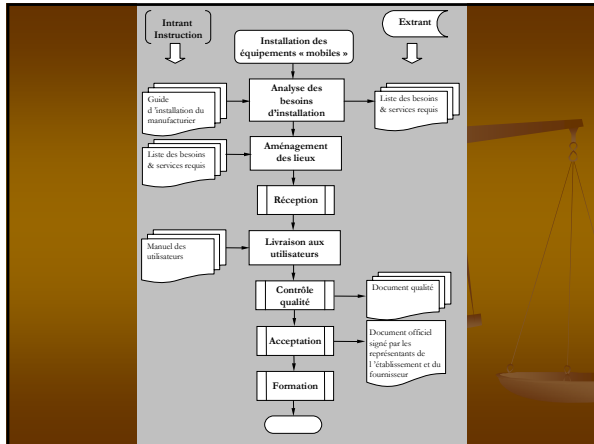 Intrant
Instruction
Extrant
Installation des
équipements « mobiles »
Guide
d ’installation du
manufacturier
Analyse des
besoins
d’installation
Liste des besoins
& services requis
Liste des besoins
& services requis
Aménagement
des lieux
Réception
Manuel des
utilisateurs
Livraison aux
utilisateurs
Contrôle
qualité
Document qualité
Acceptation
Document officiel
signé par les
représentants de
l ’établissement et du
fournisseur
Formation